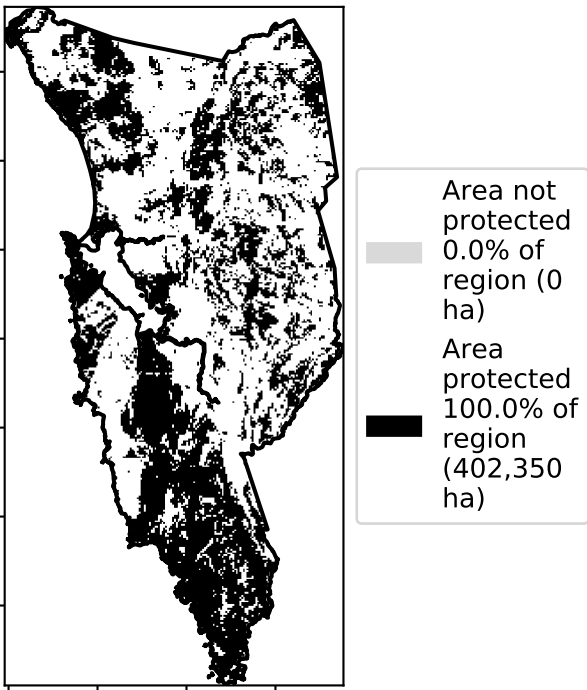 Area not
protected
0.0% of
region (0
ha)
Area
protected
100.0% of
region
(402,350
ha)